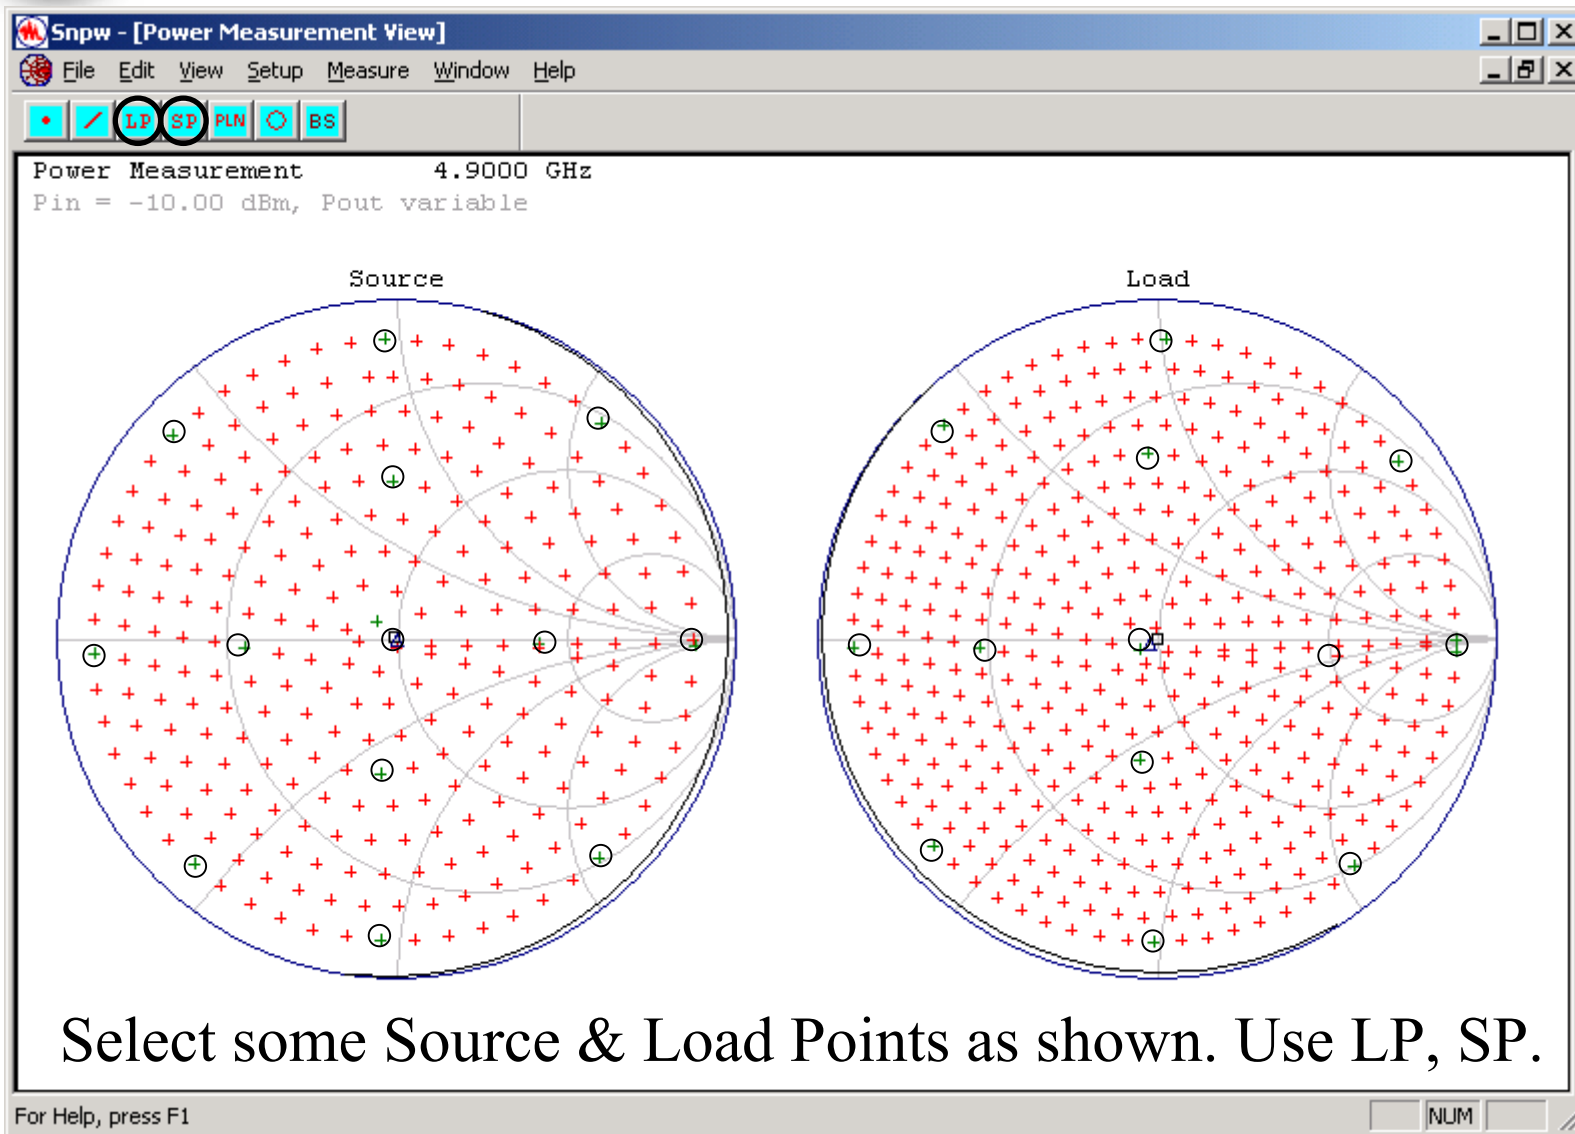 Snpw - [Power Measurement View]
File Edit View Setup Measure Window Help
LP SP PLN BS
Power Measurement 4.9000 GHz
Pin = -10.00 dBm, Pout variable
Source Load
Select some Source & Load Points as shown. Use LP, SP.
For Help, press F1 NUM